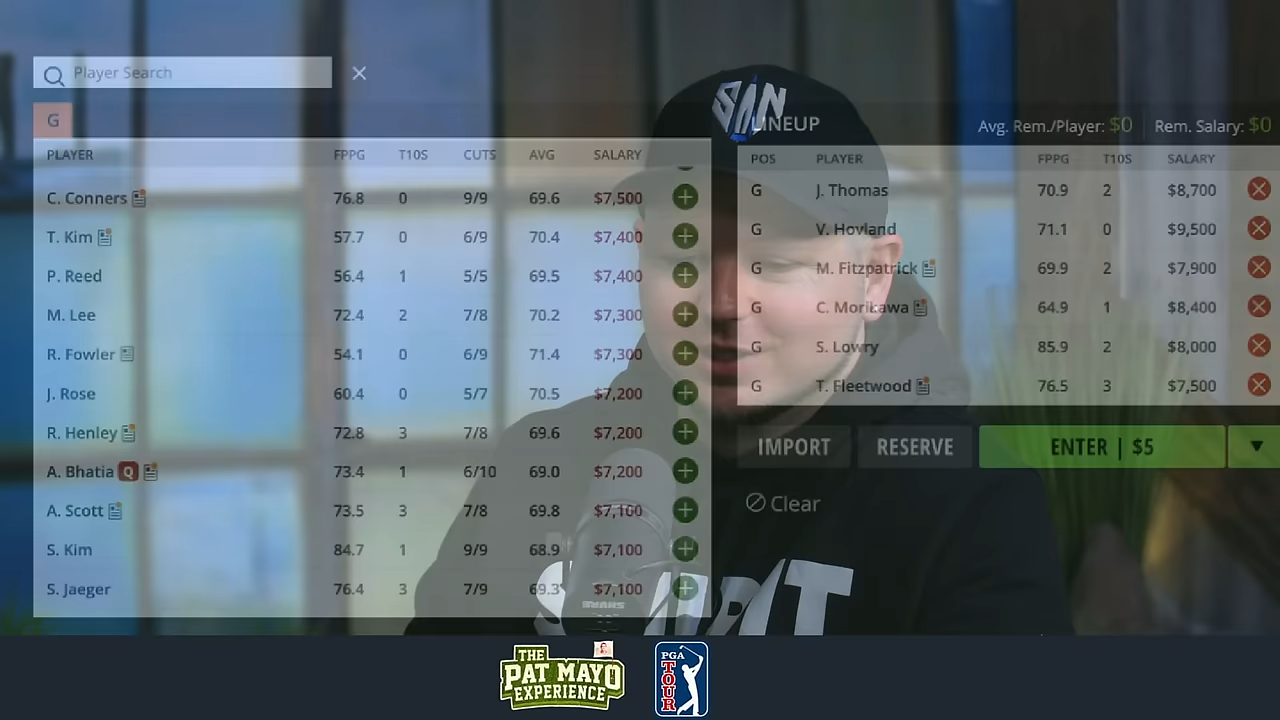 Player Search
G
PLAYER FPPG T10S CUTS AVG SALARY
C. Conners 76.8 0 9/9 69.6 $7,500
T. Kim 57.7 0 6/9 70.4 $7,400
P. Reed 56.4 1 5/5 69.5 $7,400
M. Lee 72.4 2 7/8 70.2 $7,300
R. Fowler 54.1 0 6/9 71.4 $7,300
J. Rose 60.4 0 5/7 70.5 $7,200
R. Henley 72.8 3 7/8 69.6 $7,200
A. Bhatia Q 73.4 1 6/10 69.0 $7,200
A. Scott 73.5 3 7/8 69.8 $7,100
S. Kim 84.7 1 9/9 68.9 $7,100
S. Jaeger 76.4 3 7/9 69.3 $7,100
LINEUP Avg. Rem./Player: $0 Rem. Salary: $0
POS PLAYER FPPG T10S SALARY
G J. Thomas 70.9 2 $8,700
G V. Hovland 71.1 0 $9,500
G M. Fitzpatrick 69.9 2 $7,900
G C. Morikawa 64.9 1 $8,400
G S. Lowry 85.9 2 $8,000
G T. Fleetwood 76.5 3 $7,500
IMPORT RESERVE ENTER | $5
Clear
THE
PAT MAYO
EXPERIENCE
PGA
TOUR